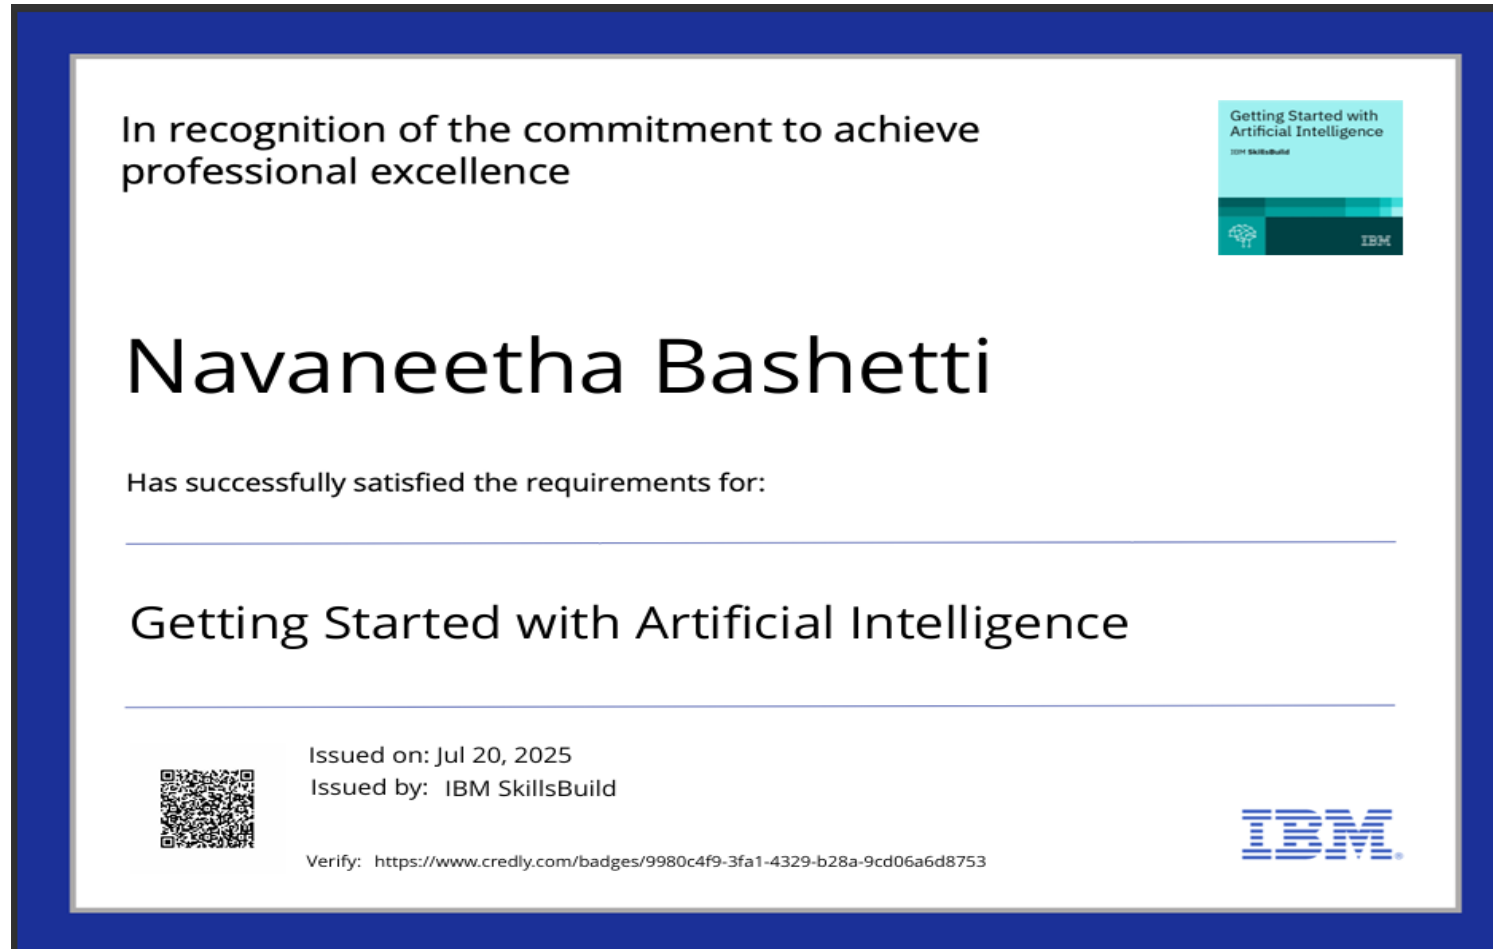 In recognition of the commitment to achieve
professional excellence
Getting Started with
Artificial Intelligence
IBM SkillsBuild
IBM
Navaneetha Bashetti
Has successfully satisfied the requirements for:
Getting Started with Artificial Intelligence
Issued on: Jul 20, 2025
Issued by: IBM SkillsBuild
Verify: https://www.credly.com/badges/9980c4f9-3fa1-4329-b28a-9cd06a6d8753
IBM®